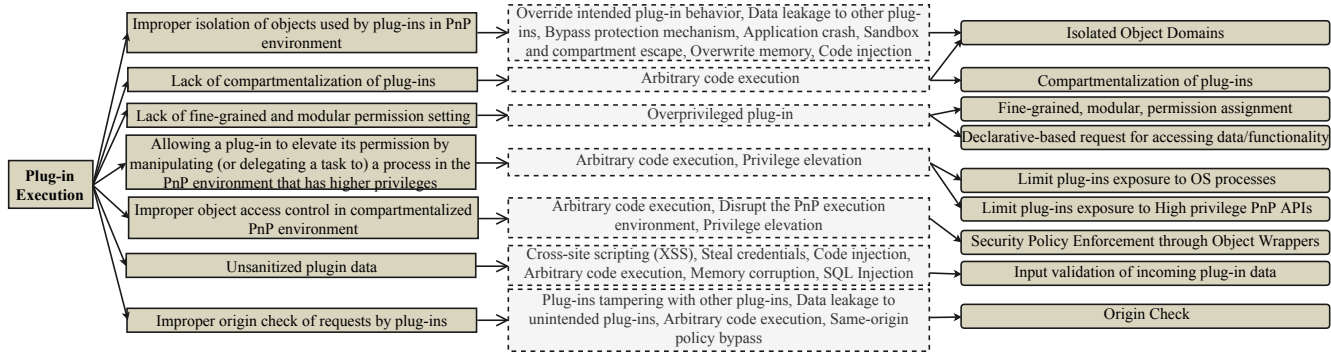 Plug-in
Execution
Improper isolation of objects used by plug-ins in PnP
environment
Lack of compartmentalization of plug-ins
Lack of fine-grained and modular permission setting
Allowing a plug-in to elevate its permission by
manipulating (or delegating a task to) a process in the
PnP environment that has higher privileges
Improper object access control in compartmentalized
PnP environment
Unsanitized plugin data
Improper origin check of requests by plug-ins
Override intended plug-in behavior, Data leakage to other plug-
ins, Bypass protection mechanism, Application crash, Sandbox
and compartment escape, Overwrite memory, Code injection
Arbitrary code execution
Overprivileged plug-in
Arbitrary code execution, Privilege elevation
Arbitrary code execution, Disrupt the PnP execution
environment, Privilege elevation
Cross-site scripting (XSS), Steal credentials, Code injection,
Arbitrary code execution, Memory corruption, SQL Injection
Plug-ins tampering with other plug-ins, Data leakage to
unintended plug-ins, Arbitrary code execution, Same-origin
policy bypass
Isolated Object Domains
Compartmentalization of plug-ins
Fine-grained, modular, permission assignment
Declarative-based request for accessing data/functionality
Limit plug-ins exposure to OS processes
Limit plug-ins exposure to High privilege PnP APIs
Security Policy Enforcement through Object Wrappers
Input validation of incoming plug-in data
Origin Check